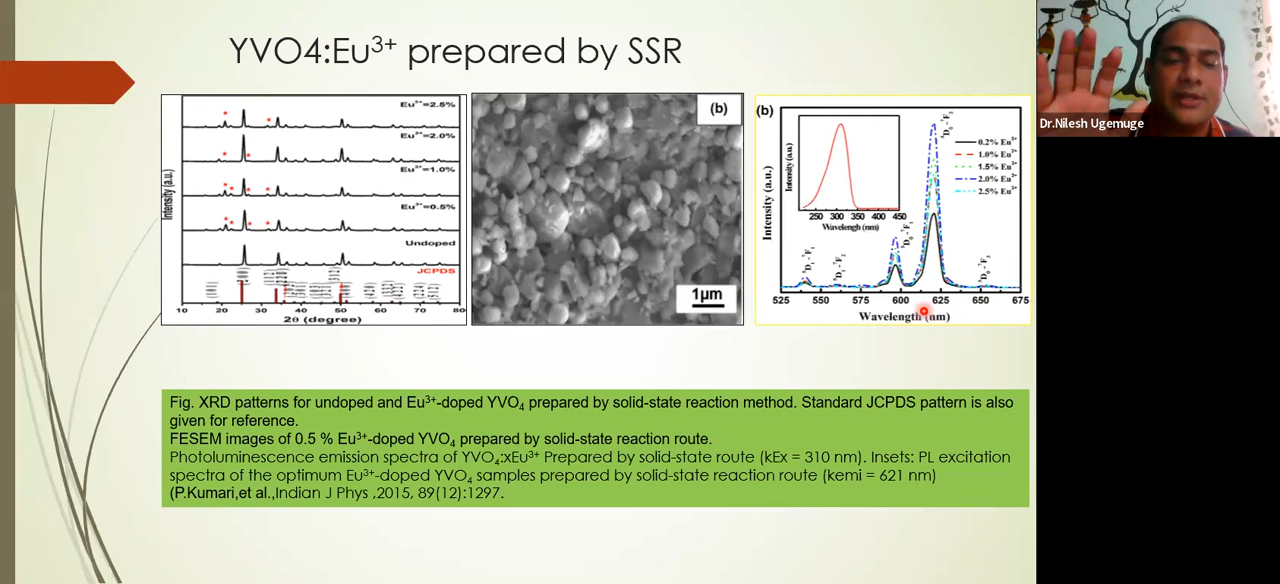 YVO4:Eu³⁺ prepared by SSR
Eu³⁺=2.5%
Eu³⁺=2.0%
Eu³⁺=1.0%
Eu³⁺=0.5%
Undoped
JCPDS
Intensity (a.u.)
10 20 30 40 50 60 70 80
2θ (degree)
(b)
1μm
(b)
Intensity (a.u.)
Intensity (a.u.)
250 300 350 400 450
Wavelengh (nm)
0.2% Eu³⁺
1.0% Eu³⁺
1.5% Eu³⁺
2.0% Eu³⁺
2.5% Eu³⁺
525 550 575 600 625 650 675
Wavelength (nm)
Dr.Nilesh Ugemuge
Fig. XRD patterns for undoped and Eu³⁺-doped YVO₄ prepared by solid-state reaction method. Standard JCPDS pattern is also
given for reference.
FESEM images of 0.5 % Eu³⁺-doped YVO₄ prepared by solid-state reaction route.
Photoluminescence emission spectra of YVO₄:xEu³⁺ Prepared by solid-state route (kEx = 310 nm). Insets: PL excitation
spectra of the optimum Eu³⁺-doped YVO₄ samples prepared by solid-state reaction route (kemi = 621 nm)
(P.Kumari,et al.,Indian J Phys ,2015, 89(12):1297.